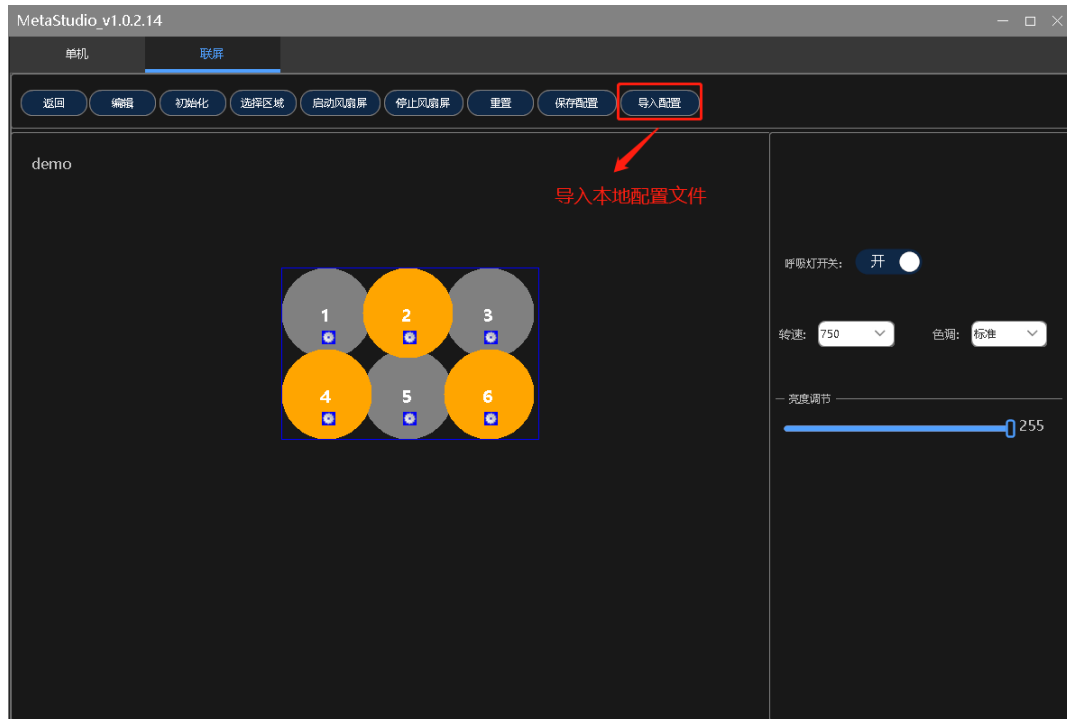 MetaStudio_v1.0.2.14
单机 联屏
返回 编辑 初始化 选择区域 启动风扇屏 停止风扇屏 重置 保存配置 导入配置
demo
导入本地配置文件
呼吸灯开关: 开
1 2 3
转速: 750 色调: 标准
4 5 6
亮度调节
255